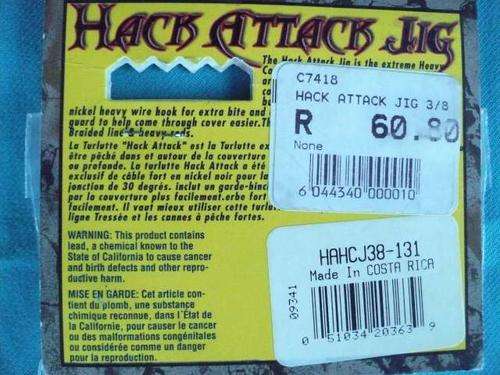 HACK ATTACK JIG
The Hack Attack Jig is the extreme Heavy
nickel heavy wire hook for extra bite and
guard to help come through cover easier. Th
Braided line & heavy rods.
La Turlutte "Hack Attack" est la Turlutte ex
être pêché dans et autour de la couverture
ou profonde. La turlutte Hack Attack a été
exclusif de câble fort en nickel noir pour la
jonction de 30 degrés. inclut un garde-bind
par le couverture plus facilement.erbe fort
facilement. Il vaut mieux utiliser cette turlut
ligne Tressée et les cannes à pêche fortes.
WARNING: This product contains
lead, a chemical known to the
State of California to cause cancer
and birth defects and other repro-
ductive harm.
MISE EN GARDE: Cet article con-
tient du plomb, une substance
chimique reconnue, dans l'État de
la Californie, pour causer le cancer
ou des malformations congénitales
ou considérée comme un danger
pour la reproduction.
C7418
HACK ATTACK JIG 3/8
R 60.80
None
6 044340 000010
HAHCJ38-131
Made In COSTA RICA
09341
0 51034 20363 9